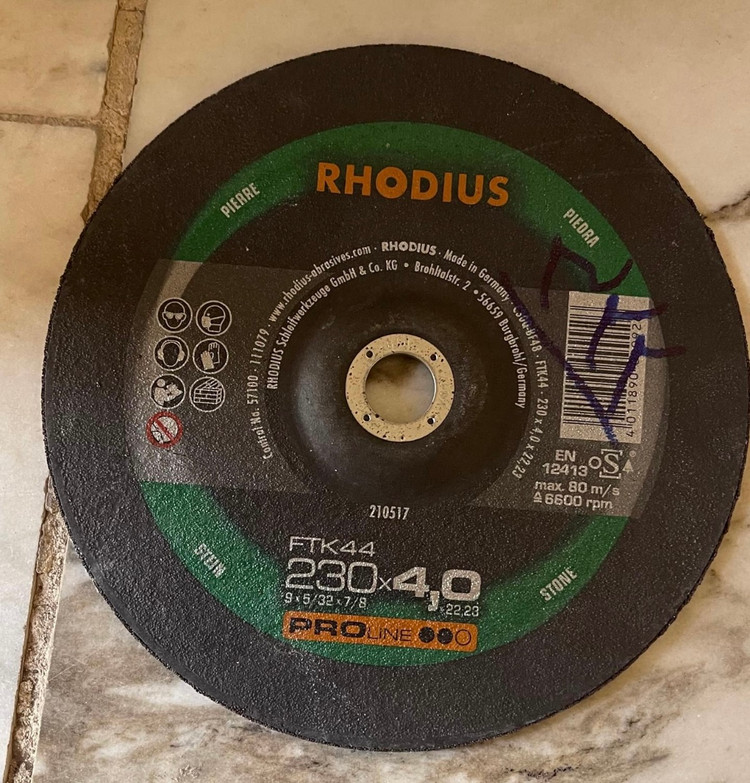 RHODIUS
PIERRE
PIEDRA
Control No. 57100 · 111079 · www.rhodius-abrasives.com · RHODIUS · Made in Germany · FTK44 · 230 x 4,0 x 22,23
RHODIUS Schleifwerkzeuge GmbH & Co. KG • Brohltalstr. 2 • 56659 Burgbrohl/Germany
EN
12413 oSA
max. 80 m/s
≙ 6600 rpm
210517
STEIN
STONE
FTK44
230x4,0
9 x 5/32 x 7/8
x22,23
PROLINE